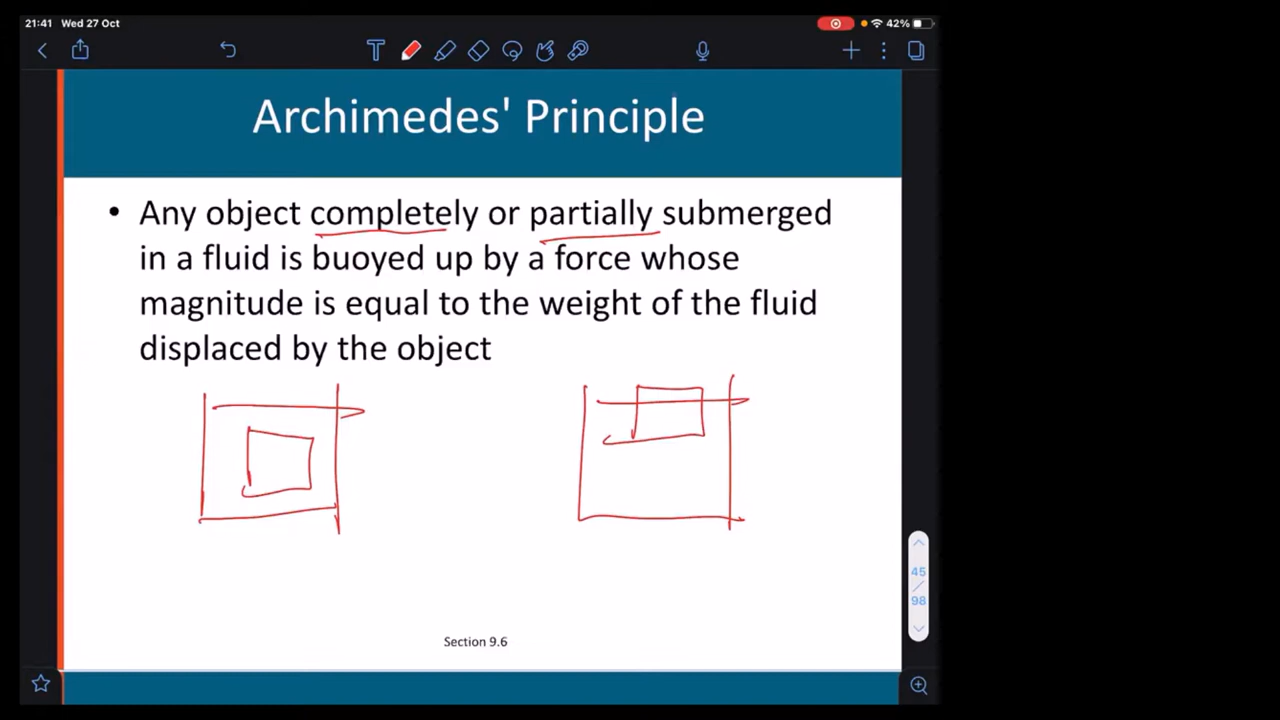 21:41 Wed 27 Oct
42%
Archimedes' Principle
• Any object completely or partially submerged
in a fluid is buoyed up by a force whose
magnitude is equal to the weight of the fluid
displaced by the object
45
/
98
Section 9.6